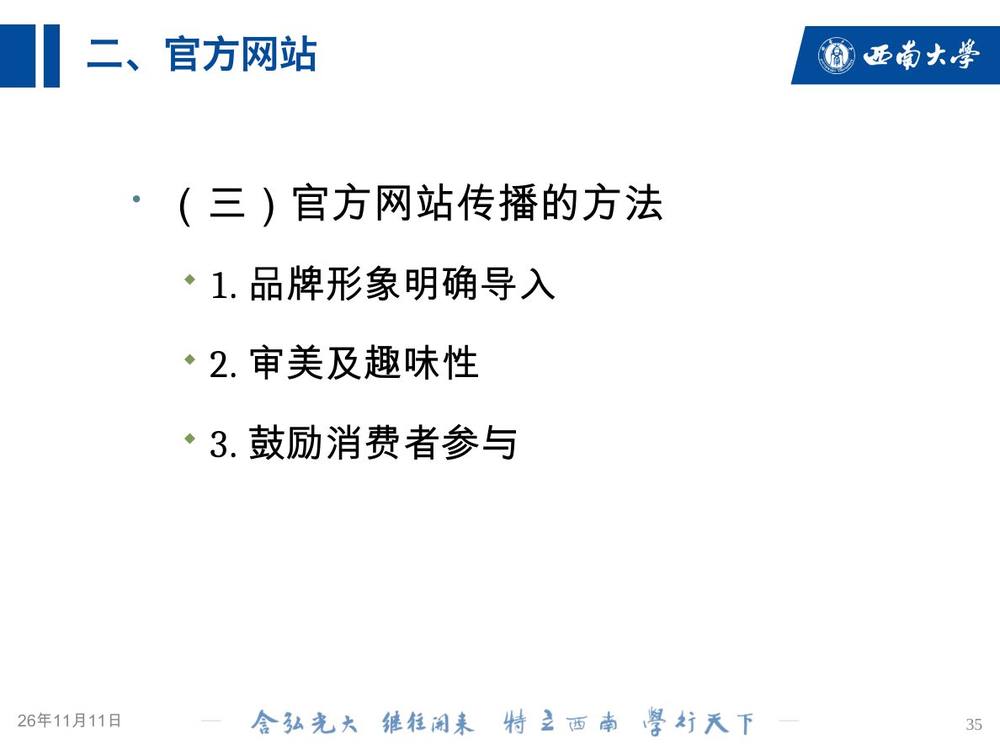 二、官方网站
西南大学
（三）官方网站传播的方法
1. 品牌形象明确导入
2. 审美及趣味性
3. 鼓励消费者参与
26年11月11日
含弘光大 继往开来 特立西南 学行天下
35